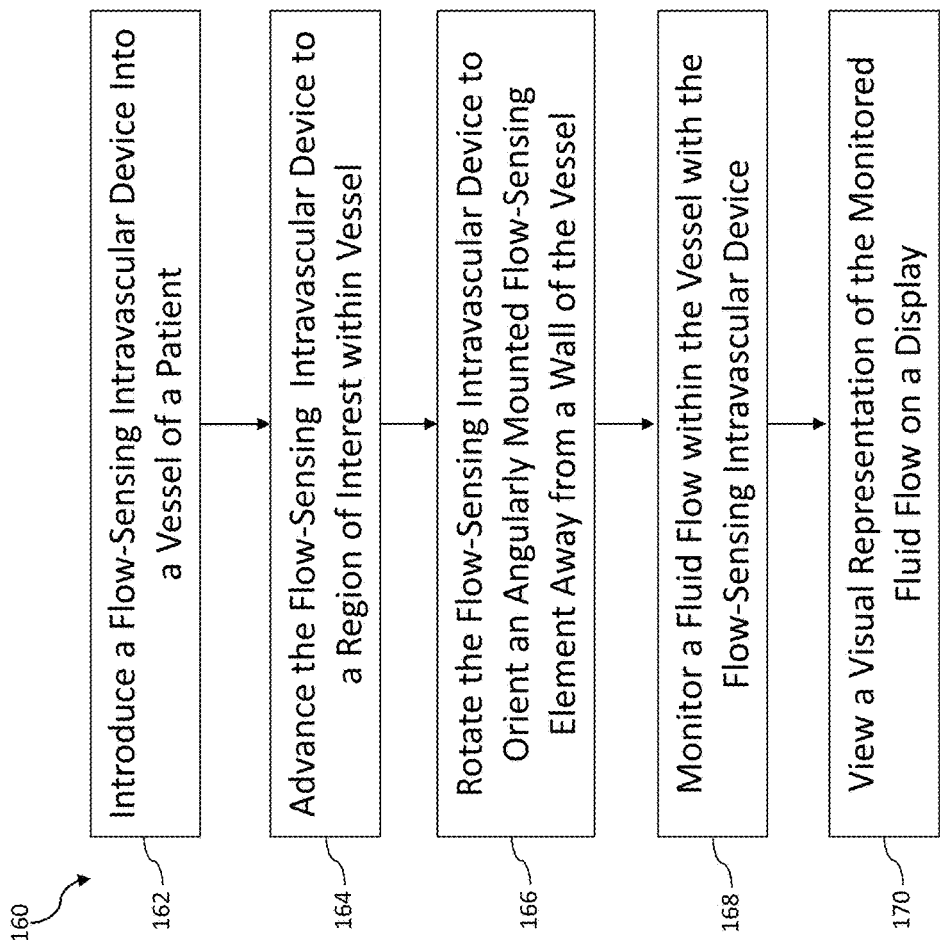 160
162
Introduce a Flow-Sensing Intravascular Device Into
a Vessel of a Patient
164
Advance the Flow-Sensing Intravascular Device to
a Region of Interest within Vessel
166
Rotate the Flow-Sensing Intravascular Device to
Orient an Angularly Mounted Flow-Sensing
Element Away from a Wall of the Vessel
168
Monitor a Fluid Flow within the Vessel with the
Flow-Sensing Intravascular Device
170
View a Visual Representation of the Monitored
Fluid Flow on a Display